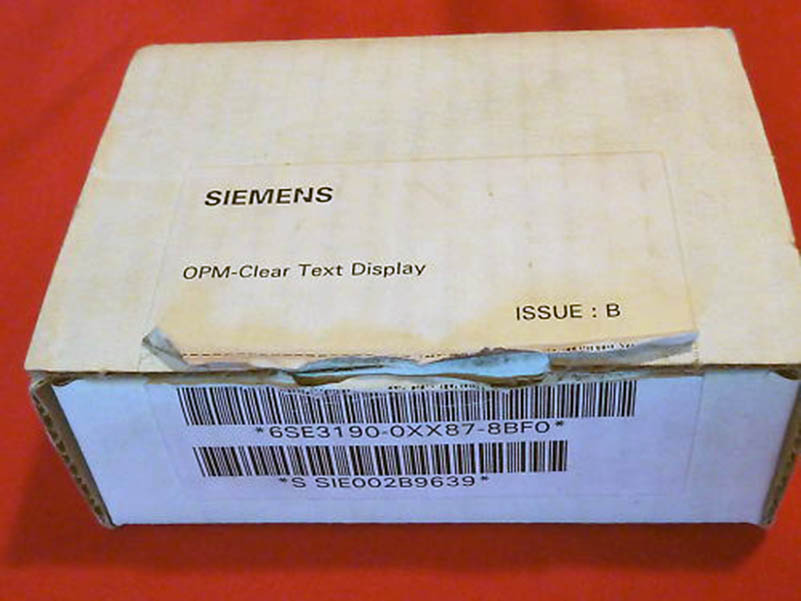 SIEMENS
OPM-Clear Text Display
ISSUE : B
*6SE3190-0XX87-8BF0*
*S SIE002B9639*